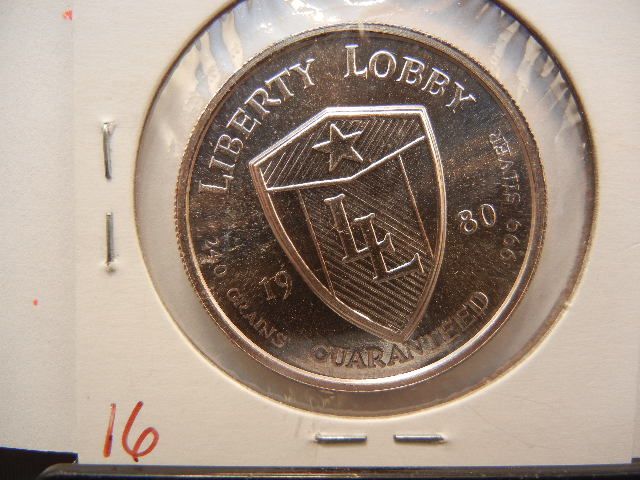 LIBERTY LOBBY
.999 SILVER
19 80
LL
240 GRAINS GUARANTEED
16